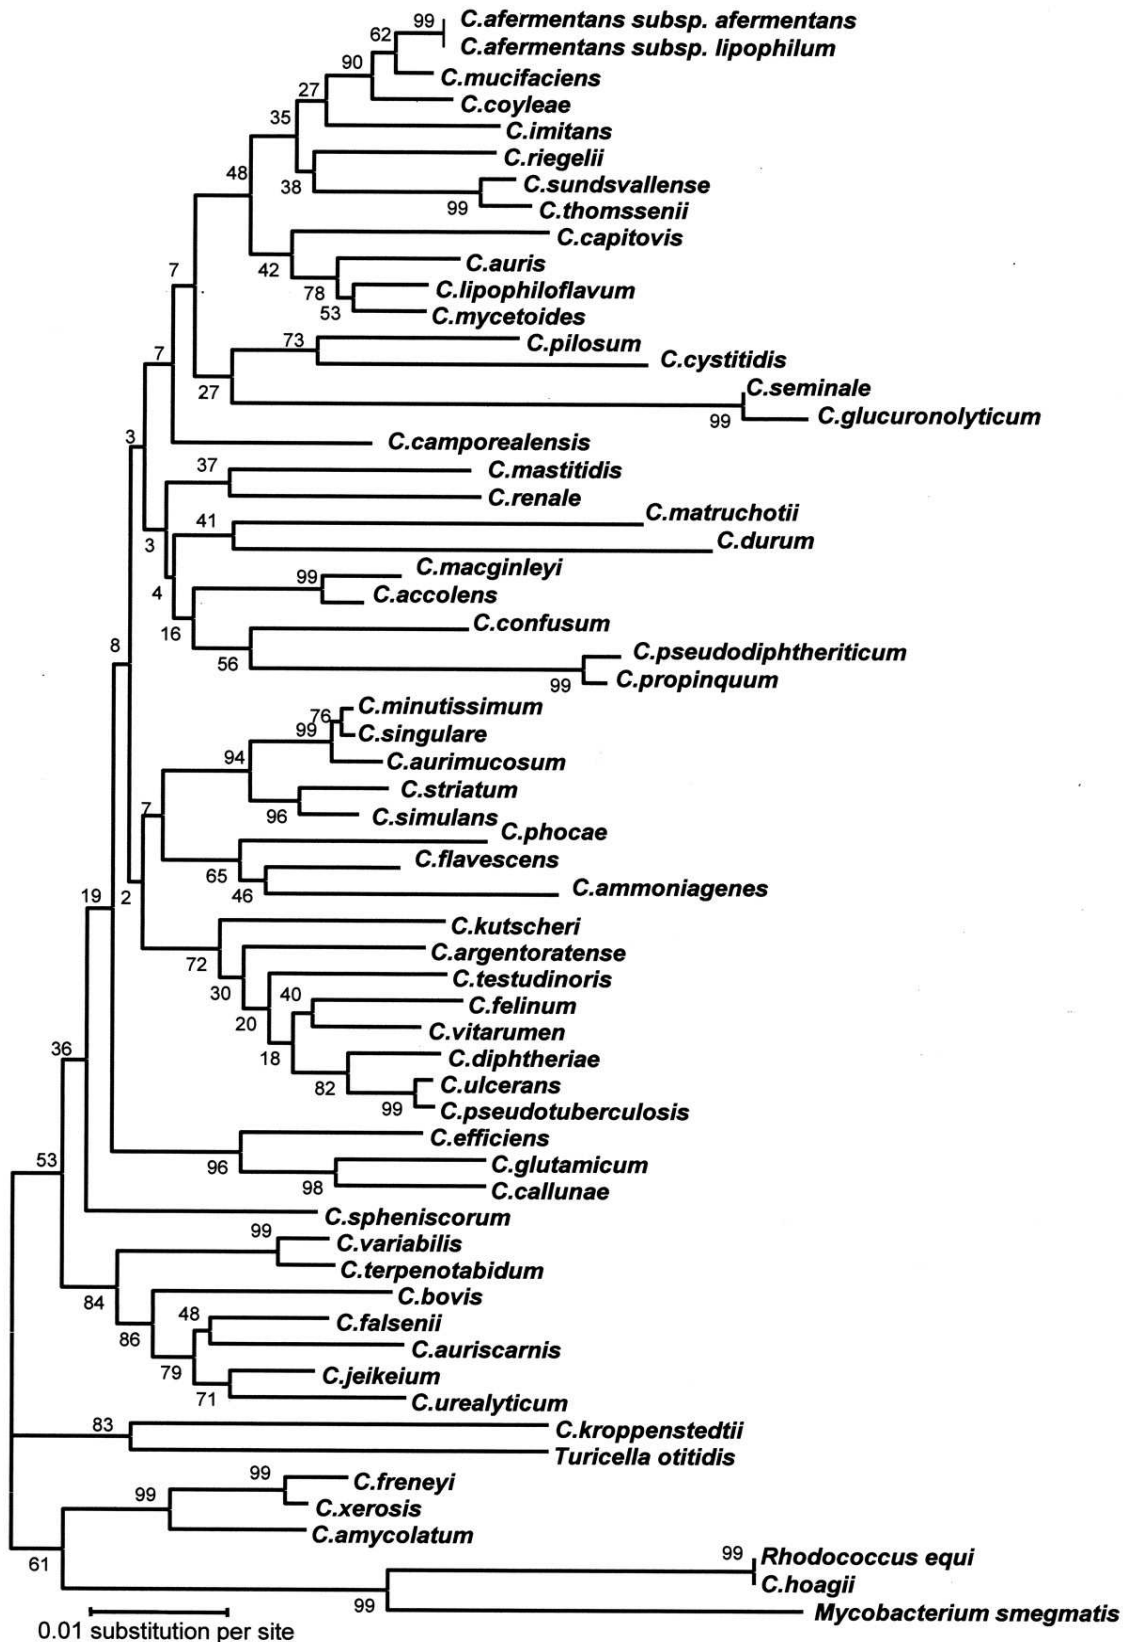 99 C.afermentans subsp. afermentans
C.afermentans subsp. lipophilum
62
C.mucifaciens
90
C.coyleae
27
C.imitans
35
C.riegelii
38
C.sundsvallense
99
C.thomssenii
48
C.capitovis
42
C.auris
78
C.lipophiloflavum
53
C.mycetoides
7
73
C.pilosum
C.cystitidis
27
C.seminale
99
C.glucuronolyticum
7
C.camporealensis
3
37
C.mastitidis
C.renale
3
C.matruchotii
41
C.durum
4
99
C.macginleyi
C.accolens
16
C.confusum
56
C.pseudodiphtheriticum
99
C.propinquum
8
76
C.minutissimum
99
C.singulare
C.aurimucosum
94
C.striatum
96
C.simulans
7
C.phocae
65
C.flavescens
46
C.ammoniagenes
2
19
C.kutscheri
72
C.argentoratense
30
C.testudinoris
20
40
C.felinum
C.vitarumen
18
C.diphtheriae
82
C.ulcerans
99
C.pseudotuberculosis
36
C.efficiens
96
C.glutamicum
98
C.callunae
53
C.spheniscorum
99
C.variabilis
C.terpenotabidum
84
C.bovis
86
48
C.falsenii
C.auriscarnis
79
C.jeikeium
71
C.urealyticum
83
C.kroppenstedtii
Turicella otitidis
99
C.freneyi
99
C.xerosis
C.amycolatum
61
99
Rhodococcus equi
C.hoagii
99
Mycobacterium smegmatis
0.01 substitution per site